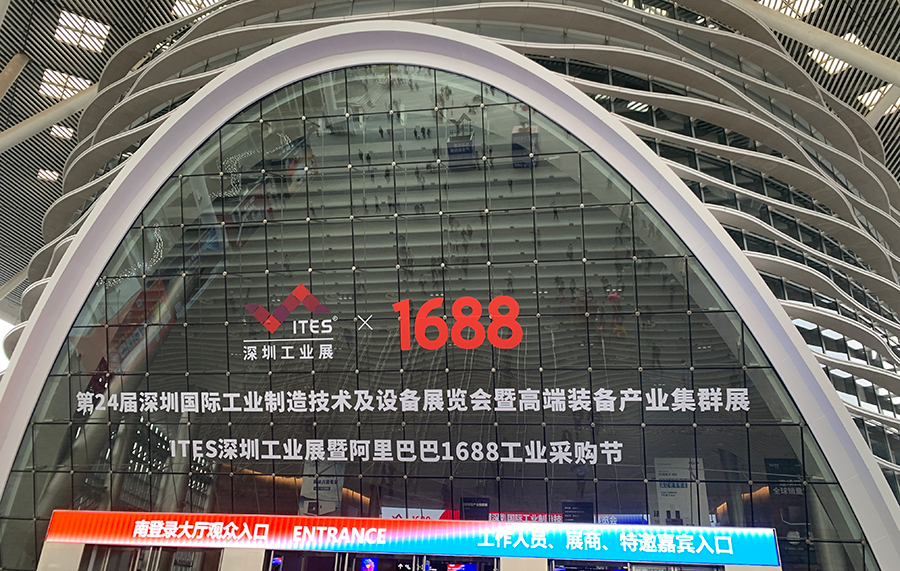 ITES® × 1688
深圳工业展
第24届深圳国际工业制造技术及设备展览会暨高端装备产业集群展
ITES深圳工业展暨阿里巴巴1688工业采购节
南登录大厅观众入口 ENTRANCE 工作人员、展商、特邀嘉宾入口